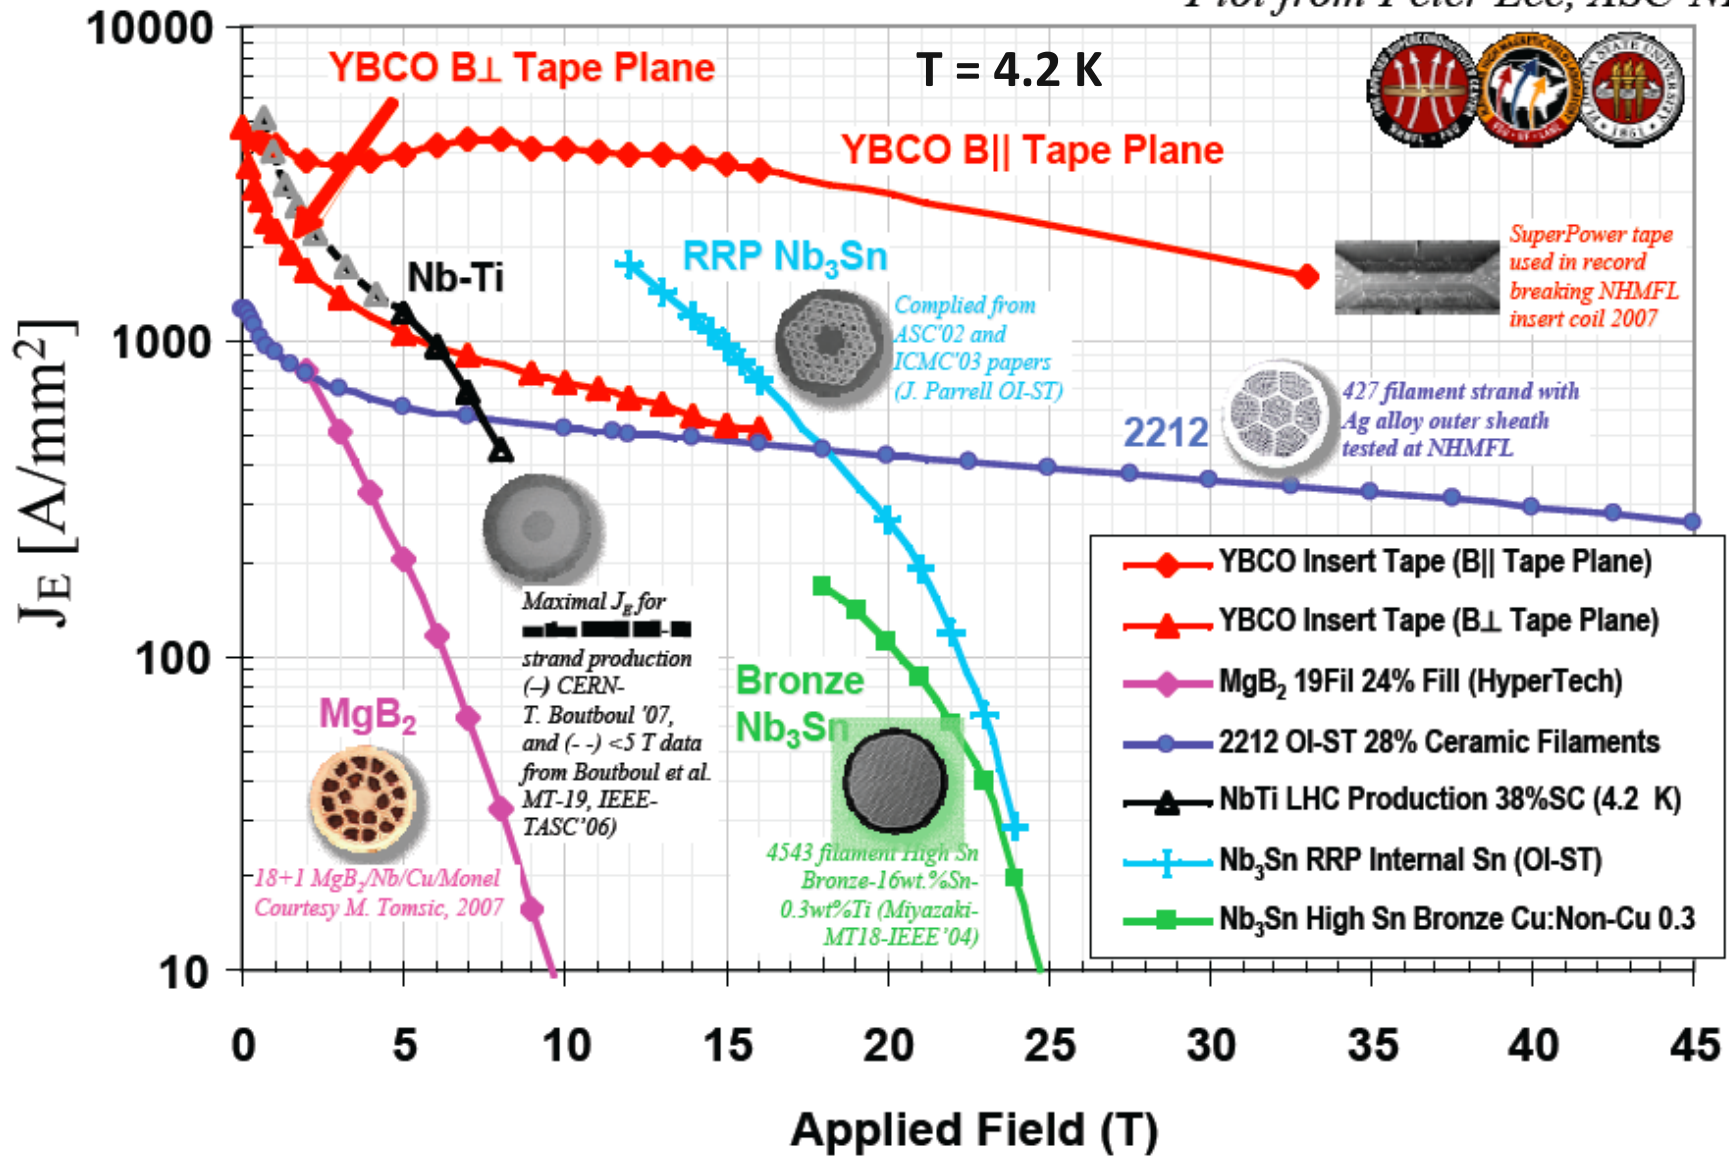 Plot from Peter Lee, ASC-
10000
1000
100
10
J_E [A/mm²]
0 5 10 15 20 25 30 35 40 45
Applied Field (T)
T = 4.2 K
YBCO B⊥ Tape Plane
YBCO B|| Tape Plane
SuperPower tape
used in record
breaking NHMFL
insert coil 2007
Nb-Ti
RRP Nb₃Sn
Complied from
ASC'02 and
ICMC'03 papers
(J. Parrell OI-ST)
2212
427 filament strand with
Ag alloy outer sheath
tested at NHMFL
Maximal J_E for
strand production
(–) CERN-
T. Boutboul '07,
and (- -) <5 T data
from Boutboul et al.
MT-19, IEEE-
TASC'06)
MgB₂
18+1 MgB₂/Nb/Cu/Monel
Courtesy M. Tomsic, 2007
Bronze
Nb₃Sn
4543 filament High Sn
Bronze-16wt.%Sn-
0.3wt%Ti (Miyazaki-
MT18-IEEE'04)
YBCO Insert Tape (B|| Tape Plane)
YBCO Insert Tape (B⊥ Tape Plane)
MgB₂ 19Fil 24% Fill (HyperTech)
2212 OI-ST 28% Ceramic Filaments
NbTi LHC Production 38%SC (4.2 K)
Nb₃Sn RRP Internal Sn (OI-ST)
Nb₃Sn High Sn Bronze Cu:Non-Cu 0.3